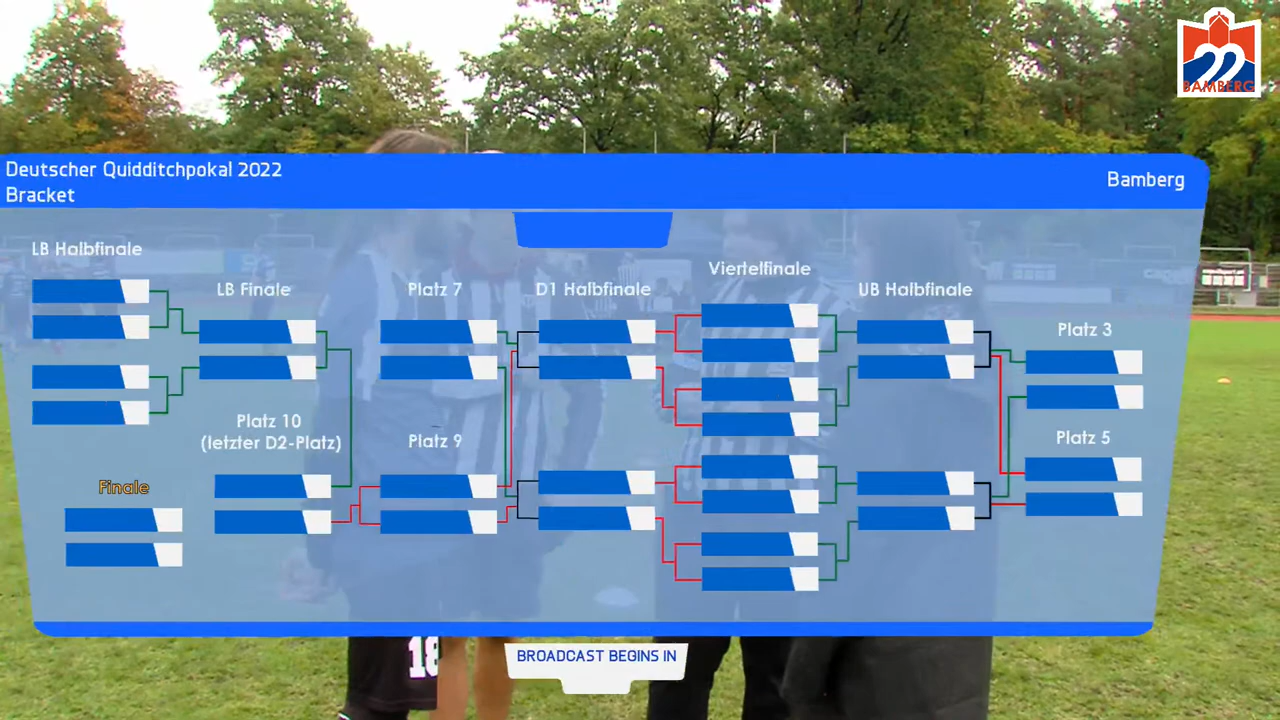 BAMBERG
Deutscher Quidditchpokal 2022
Bracket
Bamberg
LB Halbfinale
LB Finale
Platz 7
D1 Halbfinale
Viertelfinale
UB Halbfinale
Platz 3
Platz 10
(letzter D2-Platz)
Platz 9
Platz 5
Finale
18
BROADCAST BEGINS IN